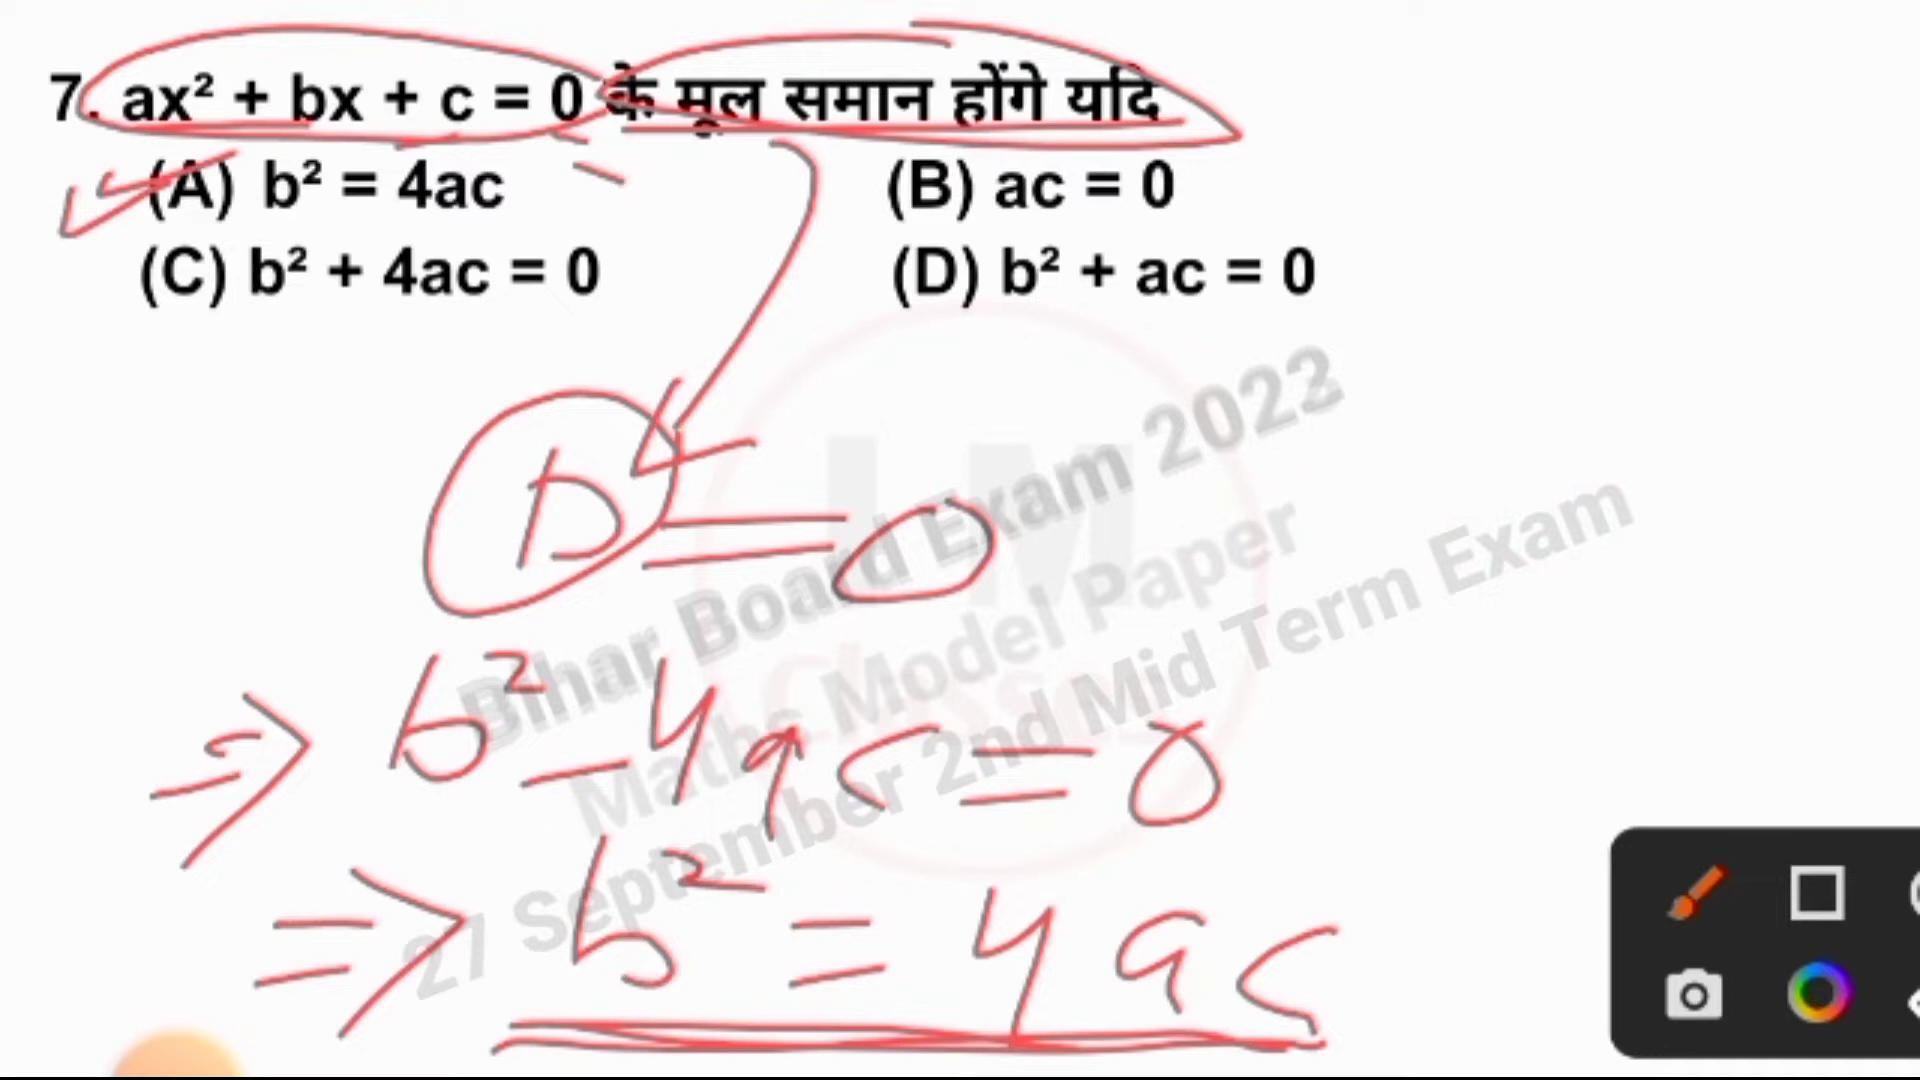 7. ax² + bx + c = 0 के मूल समान होंगे यदि
(A) b² = 4ac (B) ac = 0
(C) b² + 4ac = 0 (D) b² + ac = 0
D = 0
⇒ b² - 4ac = 0
⇒ b² = 4ac
Bihar Board Exam 2022
Maths Model Paper
27 September 2nd Mid Term Exam